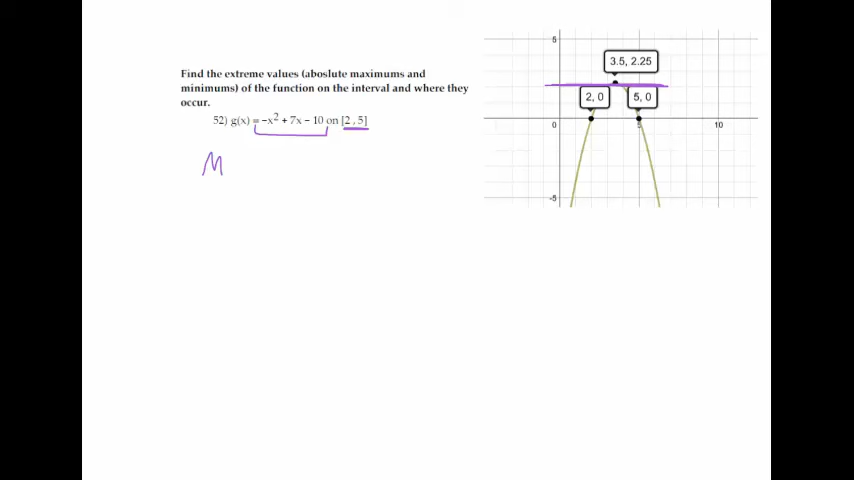 Find the extreme values (aboslute maximums and
minimums) of the function on the interval and where they
occur.
52) g(x) = −x² + 7x − 10 on [2 , 5]
M
5
3.5, 2.25
2, 0
5, 0
0
5
10
-5